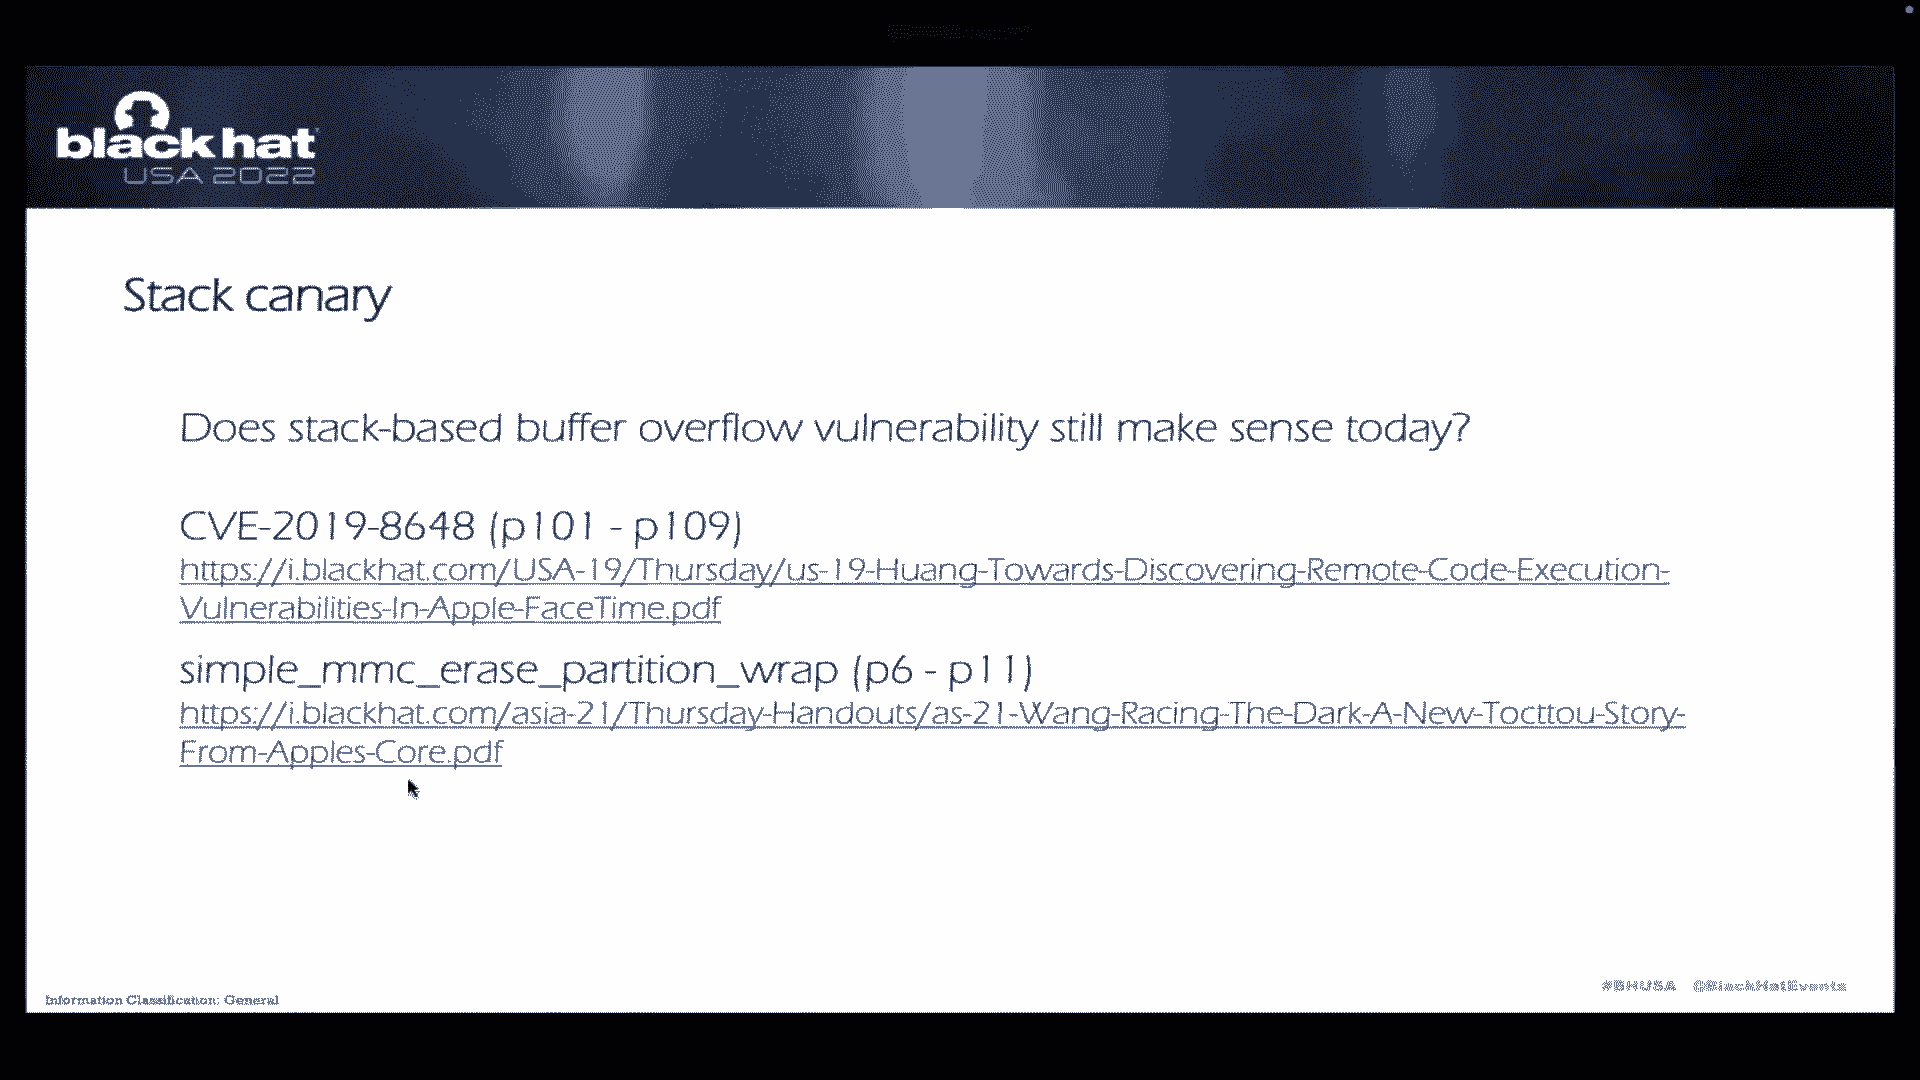 black hat
USA 2022
Stack canary
Does stack-based buffer overflow vulnerability still make sense today?
CVE-2019-8648 (p101 - p109)
https://i.blackhat.com/USA-19/Thursday/us-19-Huang-Towards-Discovering-Remote-Code-Execution-
Vulnerabilities-In-Apple-FaceTime.pdf
simple_mmc_erase_partition_wrap (p6 - p11)
https://i.blackhat.com/asia-21/Thursday-Handouts/as-21-Wang-Racing-The-Dark-A-New-Tocttou-Story-
From-Apples-Core.pdf
Information Classification: General
#BHUSA @BlackHatEvents